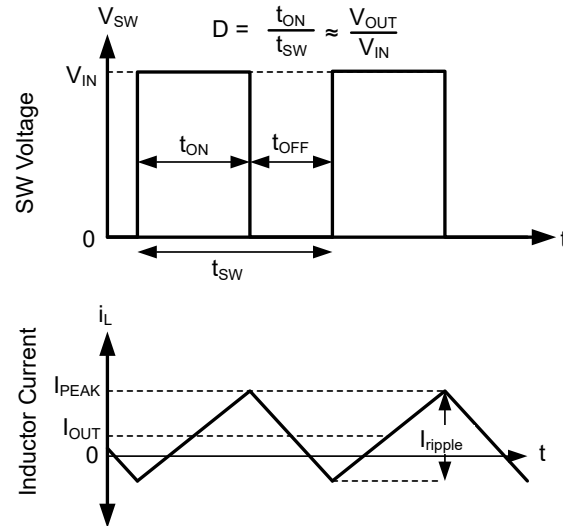 V_SW
D = t_ON / t_SW ≈ V_OUT / V_IN
V_IN
SW Voltage
t_ON
t_OFF
0
t
t_SW
i_L
Inductor Current
I_PEAK
I_OUT
I_ripple
0
t